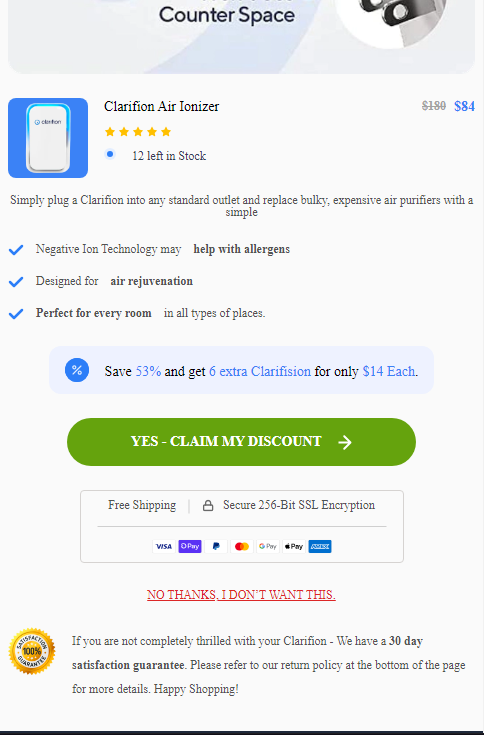 Counter Space
clarifion
Clarifion Air Ionizer
$180 $84
12 left in Stock
Simply plug a Clarifion into any standard outlet and replace bulky, expensive air purifiers with a
simple
Negative Ion Technology may help with allergens
Designed for air rejuvenation
Perfect for every room in all types of places.
% Save 53% and get 6 extra Clarifision for only $14 Each.
YES - CLAIM MY DISCOUNT
Free Shipping | Secure 256-Bit SSL Encryption
VISA Pay G Pay Pay AMEX
NO THANKS, I DON'T WANT THIS.
SATISFACTION
100%
GUARANTEE
If you are not completely thrilled with your Clarifion - We have a 30 day
satisfaction guarantee. Please refer to our return policy at the bottom of the page
for more details. Happy Shopping!